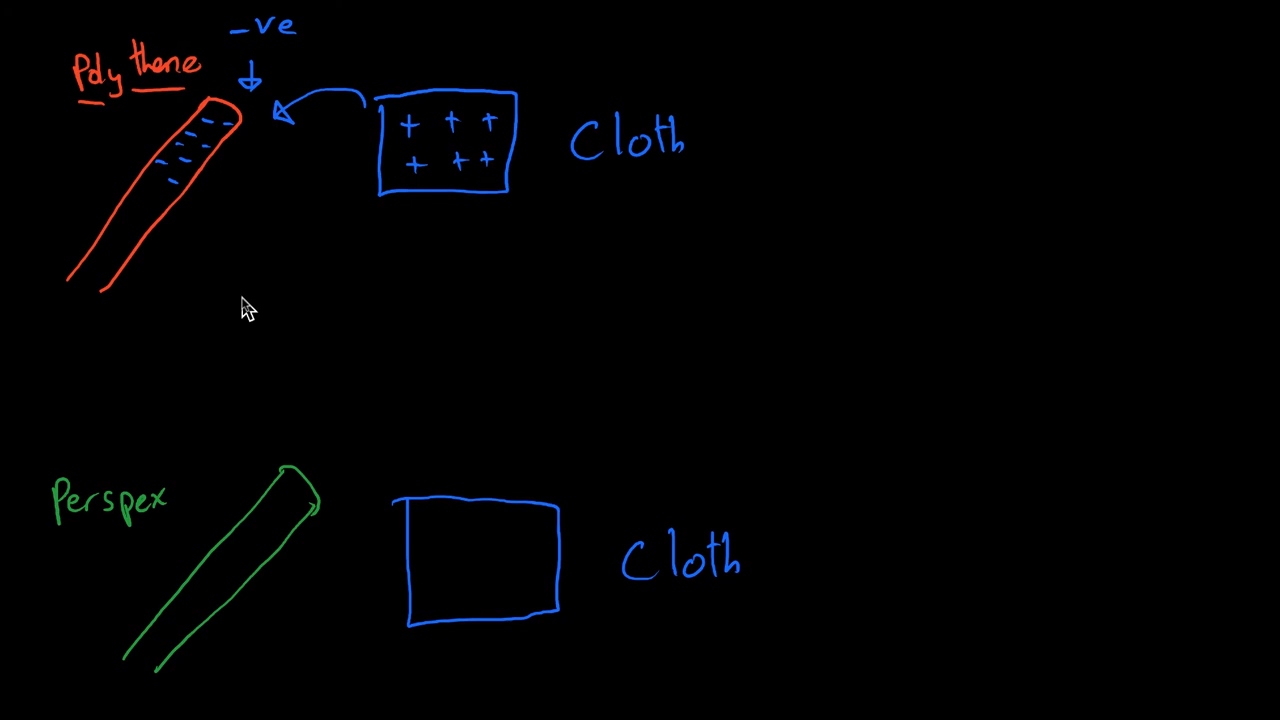 -ve
Polythene
+ + +
+ + +
Cloth
Perspex
Cloth